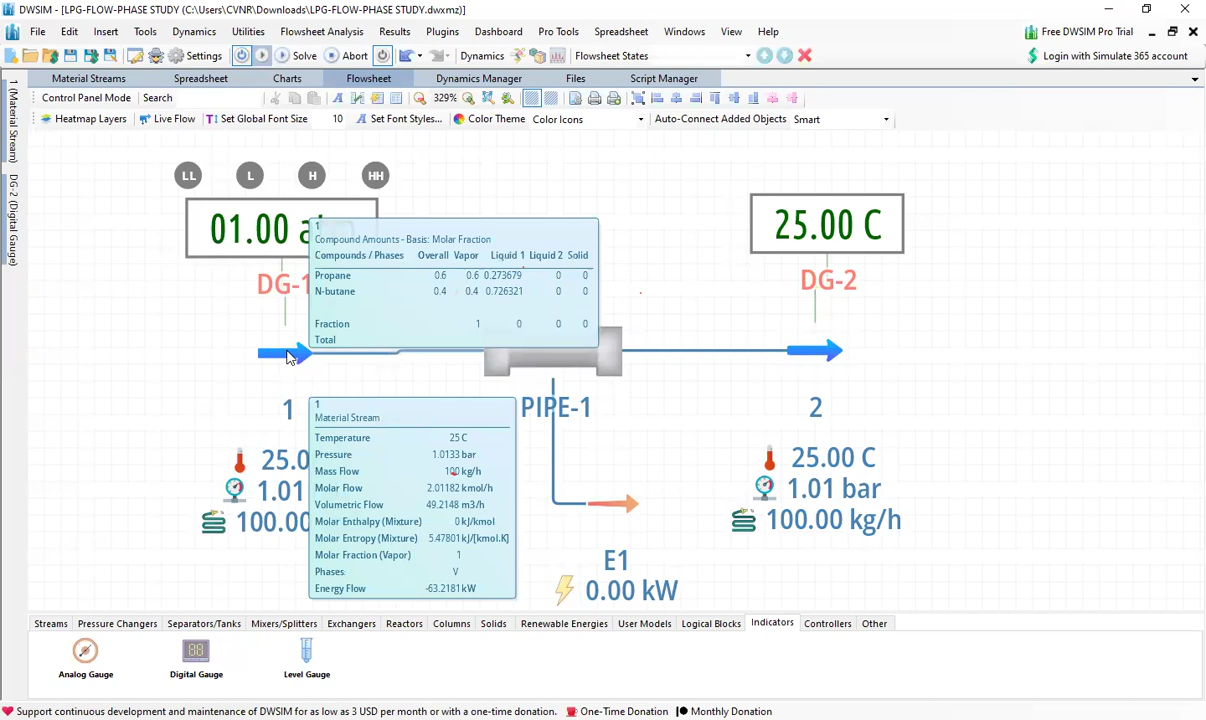 DWSIM - [LPG-FLOW-PHASE STUDY (C:\Users\CVNR\Downloads\LPG-FLOW-PHASE STUDY.dwxmz)]
File Edit Insert Tools Dynamics Utilities Flowsheet Analysis Results Plugins Pro Tools Dashboard Spreadsheet Windows View Help Free DWSIM Pro Trial
Settings Solve Abort Dynamics Flowsheet States Login with Simulate 365 account
Material Streams Spreadsheet Charts Flowsheet Dynamics Manager Files Script Manager
Control Panel Mode Search 329%
Heatmap Layers Live Flow Set Global Font Size 10 Set Font Styles... Color Theme Color Icons Auto-Connect Added Objects Smart
1 (Material Stream)
DG-2 (Digital Gauge)
LL L H HH
01.00 a
25.00 C
DG-1
DG-2
1
Compound Amounts - Basis: Molar Fraction
Compounds / Phases Overall Vapor Liquid 1 Liquid 2 Solid
Propane 0.6 0.6 0.273679 0 0
N-butane 0.4 0.4 0.726321 0 0
Fraction 1 0 0 0
Total
1
PIPE-1
2
25.0
1.01
100.00
1
Material Stream
Temperature 25 C
Pressure 1.0133 bar
Mass Flow 100 kg/h
Molar Flow 2.01182 kmol/h
Volumetric Flow 49.2148 m3/h
Molar Enthalpy (Mixture) 0 kJ/kmol
Molar Entropy (Mixture) 5.47801 kJ/[kmol.K]
Molar Fraction (Vapor) 1
Phases: V
Energy Flow -63.2181 kW
25.00 C
1.01 bar
100.00 kg/h
E1
0.00 kW
Streams Pressure Changers Separators/Tanks Mixers/Splitters Exchangers Reactors Columns Solids Renewable Energies User Models Logical Blocks Indicators Controllers Other
Analog Gauge Digital Gauge Level Gauge
Support continuous development and maintenance of DWSIM for as low as 3 USD per month or with a one-time donation. One-Time Donation Monthly Donation